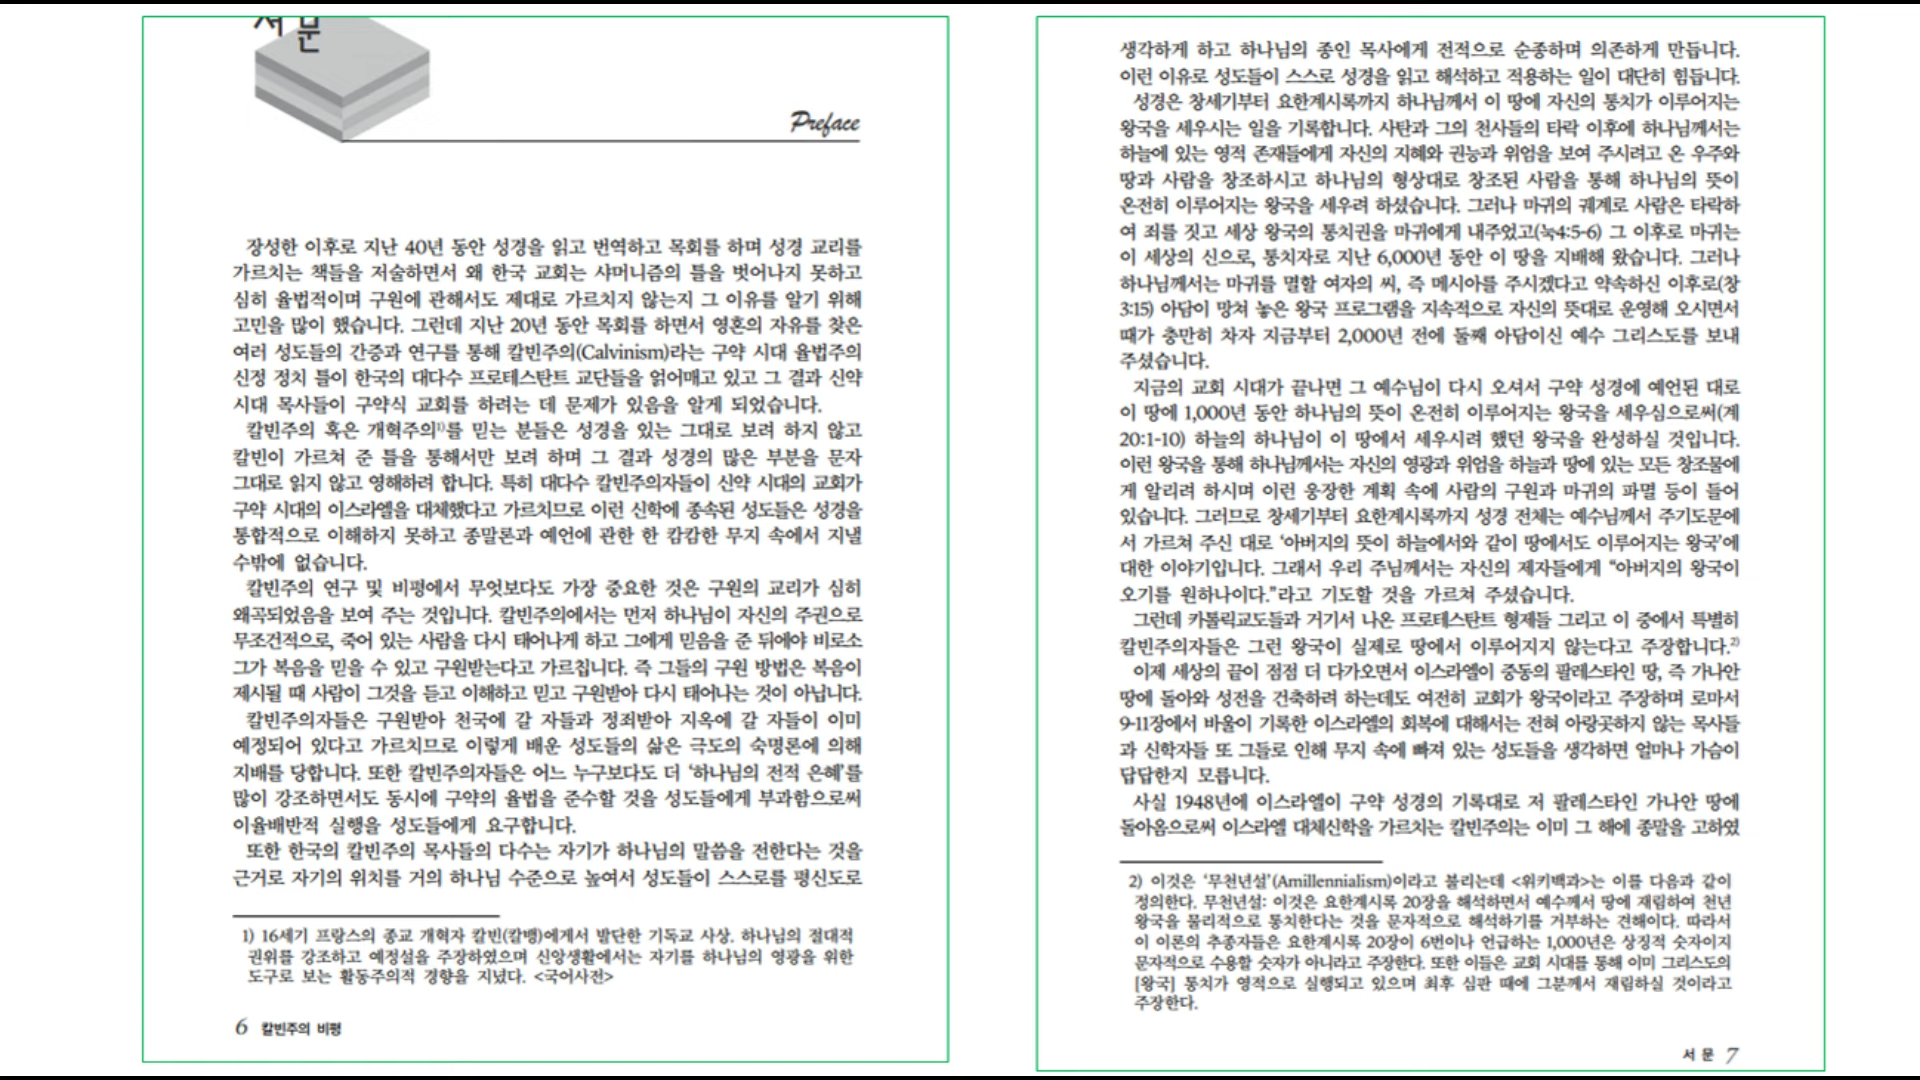 서 문
Preface
장성한 이후로 지난 40년 동안 성경을 읽고 번역하고 목회를 하며 성경 교리를
가르치는 책들을 저술하면서 왜 한국 교회는 샤머니즘의 틀을 벗어나지 못하고
심히 율법적이며 구원에 관해서도 제대로 가르치지 않는지 그 이유를 알기 위해
고민을 많이 했습니다. 그런데 지난 20년 동안 목회를 하면서 영혼의 자유를 찾은
여러 성도들의 간증과 연구를 통해 칼빈주의(Calvinism)라는 구약 시대 율법주의
신정 정치 틀이 한국의 대다수 프로테스탄트 교단들을 얽어매고 있고 그 결과 신약
시대 목사들이 구약식 교회를 하려는 데 문제가 있음을 알게 되었습니다.
칼빈주의 혹은 개혁주의1)를 믿는 분들은 성경을 있는 그대로 보려 하지 않고
칼빈이 가르쳐 준 틀을 통해서만 보려 하며 그 결과 성경의 많은 부분을 문자
그대로 읽지 않고 영해하려 합니다. 특히 대다수 칼빈주의자들이 신약 시대의 교회가
구약 시대의 이스라엘을 대체했다고 가르치므로 이런 신학에 종속된 성도들은 성경을
통합적으로 이해하지 못하고 종말론과 예언에 관한 한 캄캄한 무지 속에서 지낼
수밖에 없습니다.
칼빈주의 연구 및 비평에서 무엇보다도 가장 중요한 것은 구원의 교리가 심히
왜곡되었음을 보여 주는 것입니다. 칼빈주의에서는 먼저 하나님이 자신의 주권으로
무조건적으로, 죽어 있는 사람을 다시 태어나게 하고 그에게 믿음을 준 뒤에야 비로소
그가 복음을 믿을 수 있고 구원받는다고 가르칩니다. 즉 그들의 구원 방법은 복음이
제시될 때 사람이 그것을 듣고 이해하고 믿고 구원받아 다시 태어나는 것이 아닙니다.
칼빈주의자들은 구원받아 천국에 갈 자들과 정죄받아 지옥에 갈 자들이 이미
예정되어 있다고 가르치므로 이렇게 배운 성도들의 삶은 극도의 숙명론에 의해
지배를 당합니다. 또한 칼빈주의자들은 어느 누구보다도 더 ‘하나님의 전적 은혜’를
많이 강조하면서도 동시에 구약의 율법을 준수할 것을 성도들에게 부과함으로써
이율배반적 실행을 성도들에게 요구합니다.
또한 한국의 칼빈주의 목사들의 다수는 자기가 하나님의 말씀을 전한다는 것을
근거로 자기의 위치를 거의 하나님 수준으로 높여서 성도들이 스스로를 평신도로
1) 16세기 프랑스의 종교 개혁자 칼빈(칼뱅)에게서 발단한 기독교 사상. 하나님의 절대적
권위를 강조하고 예정설을 주장하였으며 신앙생활에서는 자기를 하나님의 영광을 위한
도구로 보는 활동주의적 경향을 지녔다. <국어사전>
6 칼빈주의 비평
생각하게 하고 하나님의 종인 목사에게 전적으로 순종하며 의존하게 만듭니다.
이런 이유로 성도들이 스스로 성경을 읽고 해석하고 적용하는 일이 대단히 힘듭니다.
성경은 창세기부터 요한계시록까지 하나님께서 이 땅에 자신의 통치가 이루어지는
왕국을 세우시는 일을 기록합니다. 사탄과 그의 천사들의 타락 이후에 하나님께서는
하늘에 있는 영적 존재들에게 자신의 지혜와 권능과 위엄을 보여 주시려고 온 우주와
땅과 사람을 창조하시고 하나님의 형상대로 창조된 사람을 통해 하나님의 뜻이
온전히 이루어지는 왕국을 세우려 하셨습니다. 그러나 마귀의 궤계로 사람은 타락하
여 죄를 짓고 세상 왕국의 통치권을 마귀에게 내주었고(눅4:5-6) 그 이후로 마귀는
이 세상의 신으로, 통치자로 지난 6,000년 동안 이 땅을 지배해 왔습니다. 그러나
하나님께서는 마귀를 멸할 여자의 씨, 즉 메시아를 주시겠다고 약속하신 이후로(창
3:15) 아담이 망쳐 놓은 왕국 프로그램을 지속적으로 자신의 뜻대로 운영해 오시면서
때가 충만히 차자 지금부터 2,000년 전에 둘째 아담이신 예수 그리스도를 보내
주셨습니다.
지금의 교회 시대가 끝나면 그 예수님이 다시 오셔서 구약 성경에 예언된 대로
이 땅에 1,000년 동안 하나님의 뜻이 온전히 이루어지는 왕국을 세우심으로써(계
20:1-10) 하늘의 하나님이 이 땅에서 세우시려 했던 왕국을 완성하실 것입니다.
이런 왕국을 통해 하나님께서는 자신의 영광과 위엄을 하늘과 땅에 있는 모든 창조물에
게 알리려 하시며 이런 웅장한 계획 속에 사람의 구원과 마귀의 파멸 등이 들어
있습니다. 그러므로 창세기부터 요한계시록까지 성경 전체는 예수님께서 주기도문에
서 가르쳐 주신 대로 ‘아버지의 뜻이 하늘에서와 같이 땅에서도 이루어지는 왕국’에
대한 이야기입니다. 그래서 우리 주님께서는 자신의 제자들에게 “아버지의 왕국이
오기를 원하나이다.”라고 기도할 것을 가르쳐 주셨습니다.
그런데 카톨릭교도들과 거기서 나온 프로테스탄트 형제들 그리고 이 중에서 특별히
칼빈주의자들은 그런 왕국이 실제로 땅에서 이루어지지 않는다고 주장합니다.2)
이제 세상의 끝이 점점 더 다가오면서 이스라엘이 중동의 팔레스타인 땅, 즉 가나안
땅에 돌아와 성전을 건축하려 하는데도 여전히 교회가 왕국이라고 주장하며 로마서
9-11장에서 바울이 기록한 이스라엘의 회복에 대해서는 전혀 아랑곳하지 않는 목사들
과 신학자들 또 그들로 인해 무지 속에 빠져 있는 성도들을 생각하면 얼마나 가슴이
답답한지 모릅니다.
사실 1948년에 이스라엘이 구약 성경의 기록대로 저 팔레스타인 가나안 땅에
돌아옴으로써 이스라엘 대체신학을 가르치는 칼빈주의는 이미 그 해에 종말을 고하였
2) 이것은 ‘무천년설’(Amillennialism)이라고 불리는데 <위키백과>는 이를 다음과 같이
정의한다. 무천년설: 이것은 요한계시록 20장을 해석하면서 예수께서 땅에 재림하여 천년
왕국을 물리적으로 통치한다는 것을 문자적으로 해석하기를 거부하는 견해이다. 따라서
이 이론의 추종자들은 요한계시록 20장이 6번이나 언급하는 1,000년은 상징적 숫자이지
문자적으로 수용할 숫자가 아니라고 주장한다. 또한 이들은 교회 시대를 통해 이미 그리스도의
[왕국] 통치가 영적으로 실행되고 있으며 최후 심판 때에 그분께서 재림하실 것이라고
주장한다.
서 문 7